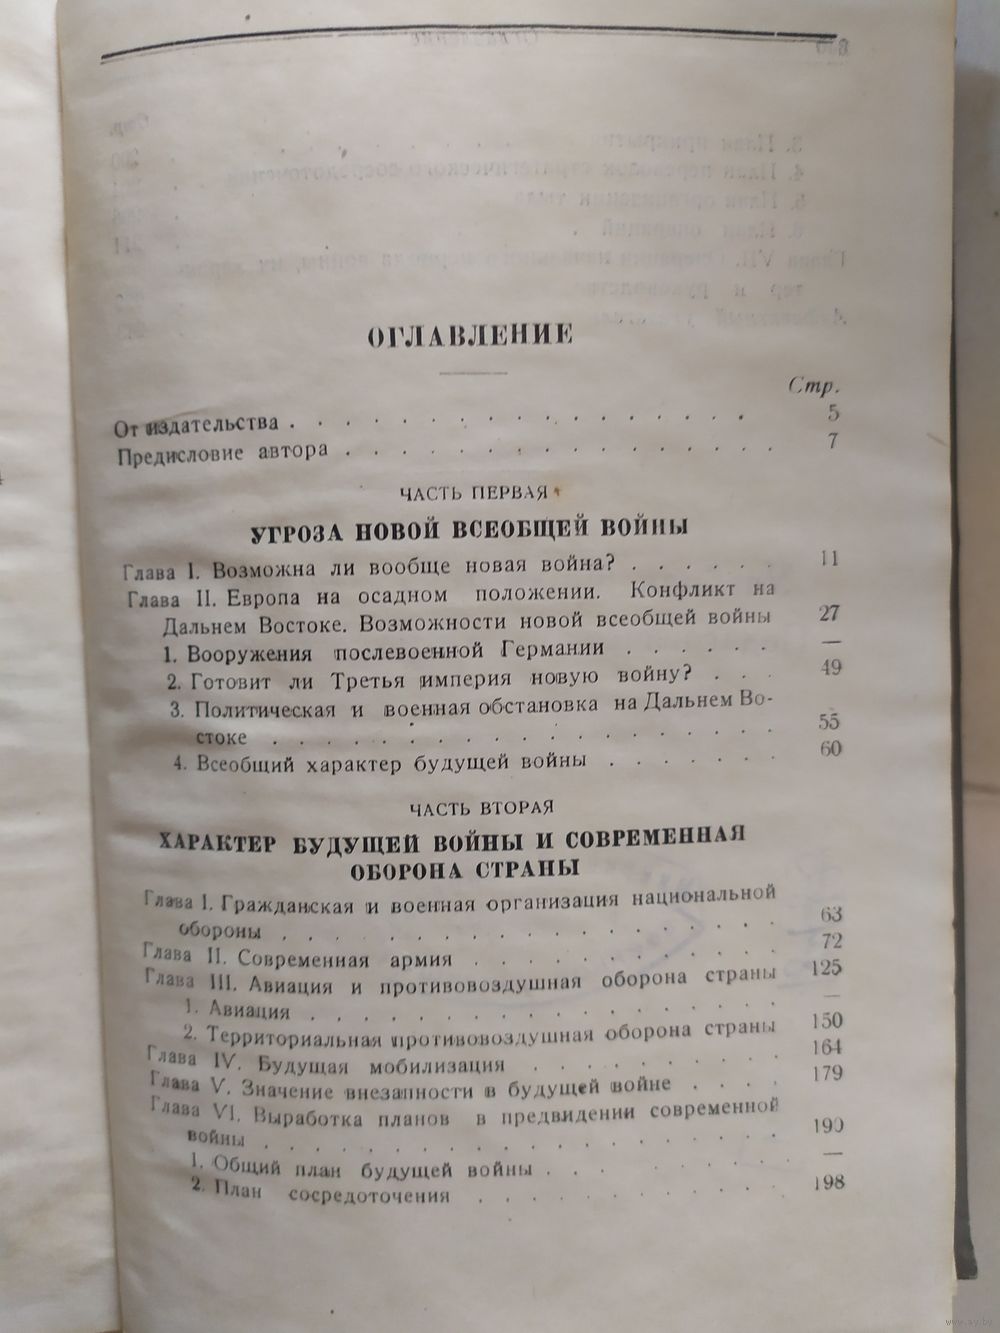 ОГЛАВЛЕНИЕ
Стр.
От издательства . . . . . . . . . . . . . . . . . 5
Предисловие автора . . . . . . . . . . . . . . . . 7
ЧАСТЬ ПЕРВАЯ
УГРОЗА НОВОЙ ВСЕОБЩЕЙ ВОЙНЫ
Глава I. Возможна ли вообще новая война? . . . . . . 11
Глава II. Европа на осадном положении. Конфликт на
Дальнем Востоке. Возможности новой всеобщей войны 27
1. Вооружения послевоенной Германии . . . . . . —
2. Готовит ли Третья империя новую войну? . . . 49
3. Политическая и военная обстановка на Дальнем Во-
стоке . . . . . . . . . . . . . . . . . . . 55
4. Всеобщий характер будущей войны . . . . . . . 60
ЧАСТЬ ВТОРАЯ
ХАРАКТЕР БУДУЩЕЙ ВОЙНЫ И СОВРЕМЕННАЯ
ОБОРОНА СТРАНЫ
Глава I. Гражданская и военная организация национальной
обороны . . . . . . . . . . . . . . . . . . . 63
Глава II. Современная армия . . . . . . . . . . . . 72
Глава III. Авиация и противовоздушная оборона страны 125
1. Авиация . . . . . . . . . . . . . . . . . . —
2. Территориальная противовоздушная оборона страны 150
Глава IV. Будущая мобилизация . . . . . . . . . . 164
Глава V. Значение внезапности в будущей войне . . . . 179
Глава VI. Выработка планов в предвидении современной
войны . . . . . . . . . . . . . . . . . . . . 190
1. Общий план будущей войны . . . . . . . . . . —
2. План сосредоточения . . . . . . . . . . . . 198
www.ay.by